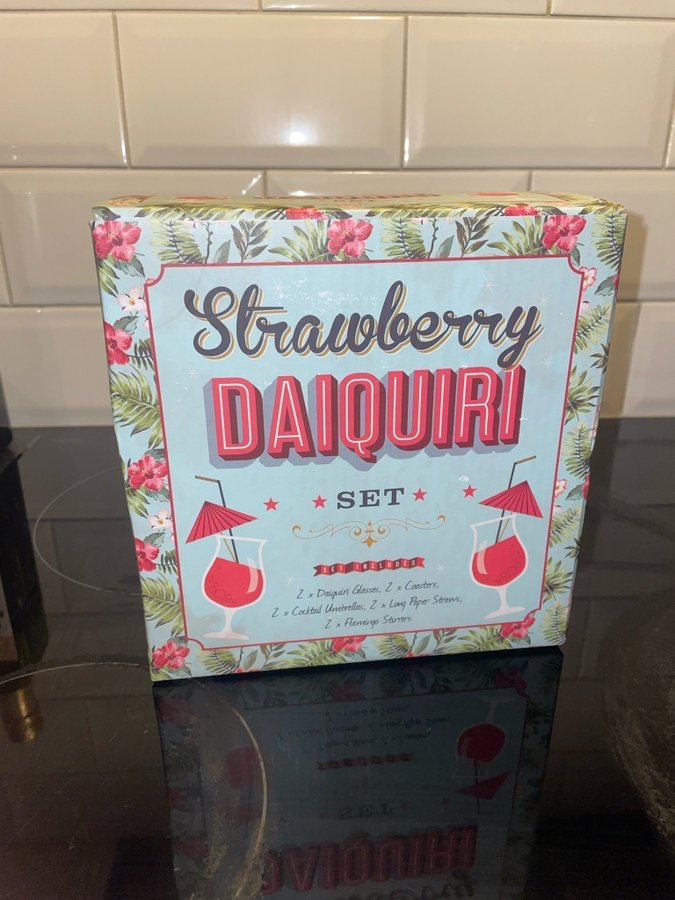 Strawberry
DAIQUIRI
SET
SET INCLUDES
2 x Daiquiri Glasses, 2 x Coasters,
2 x Cocktail Umbrellas, 2 x Long Paper Straws,
2 x Flamingo Stirrers